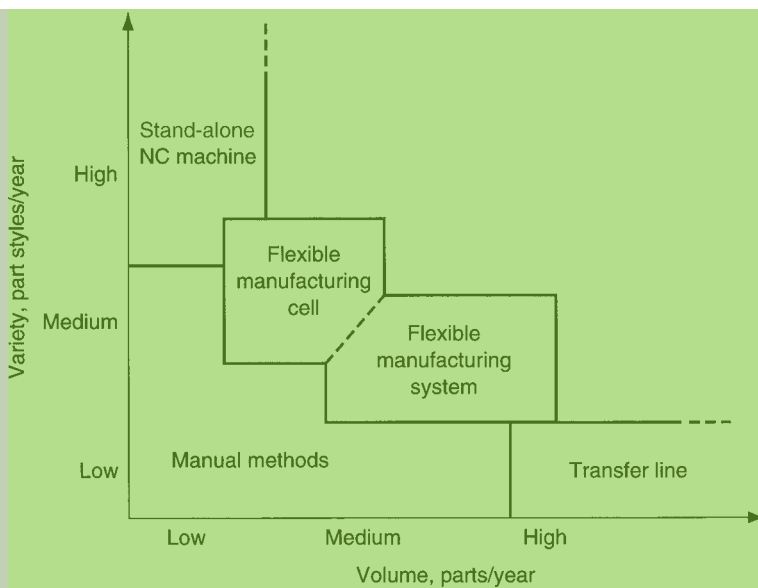 Stand-alone
NC machine
High
Flexible
manufacturing
cell
Variety, part styles/year
Medium
Flexible
manufacturing
system
Manual methods
Low
Transfer line
Low
Medium
High
Volume, parts/year